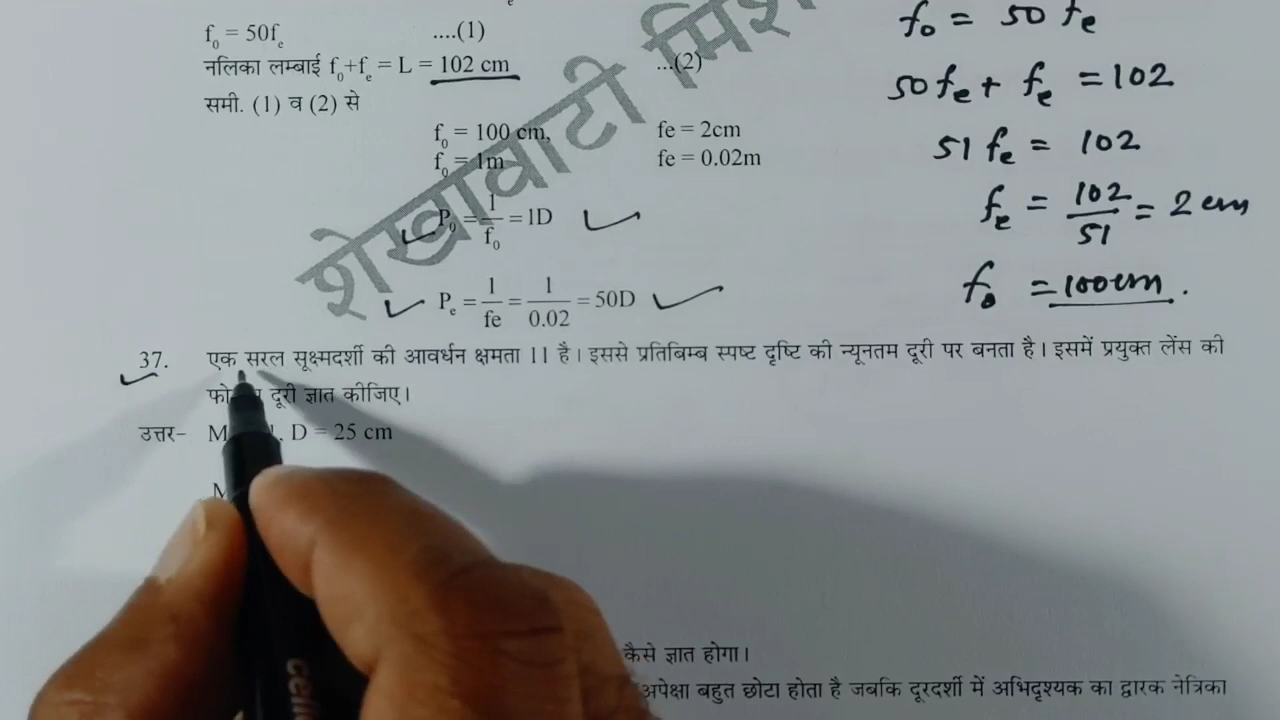 e
f₀ = 50fₑ ....(1)
नलिका लम्बाई f₀+fₑ = L = 102 cm ...(2)
समी. (1) व (2) से
f₀ = 100 cm, fe = 2cm
f₀ = 1m fe = 0.02m
P₀ = 1/f₀ = 1D
Pₑ = 1/fe = 1/0.02 = 50D
f₀ = 50 fₑ
50fₑ + fₑ = 102
51 fₑ = 102
fₑ = 102/51 = 2 cm
f₀ = 100cm.
शेखावाटी मिश
37. एक सरल सूक्ष्मदर्शी की आवर्धन क्षमता 11 है। इससे प्रतिबिम्ब स्पष्ट दृष्टि की न्यूनतम दूरी पर बनता है। इसमें प्रयुक्त लेंस की
दूरी ज्ञात कीजिए।
उत्तर- M D = 25 cm
M
कैसे ज्ञात होगा।
अपेक्षा बहुत छोटा होता है जबकि दूरदर्शी में अभिदृश्यक का द्वारक नेत्रिका